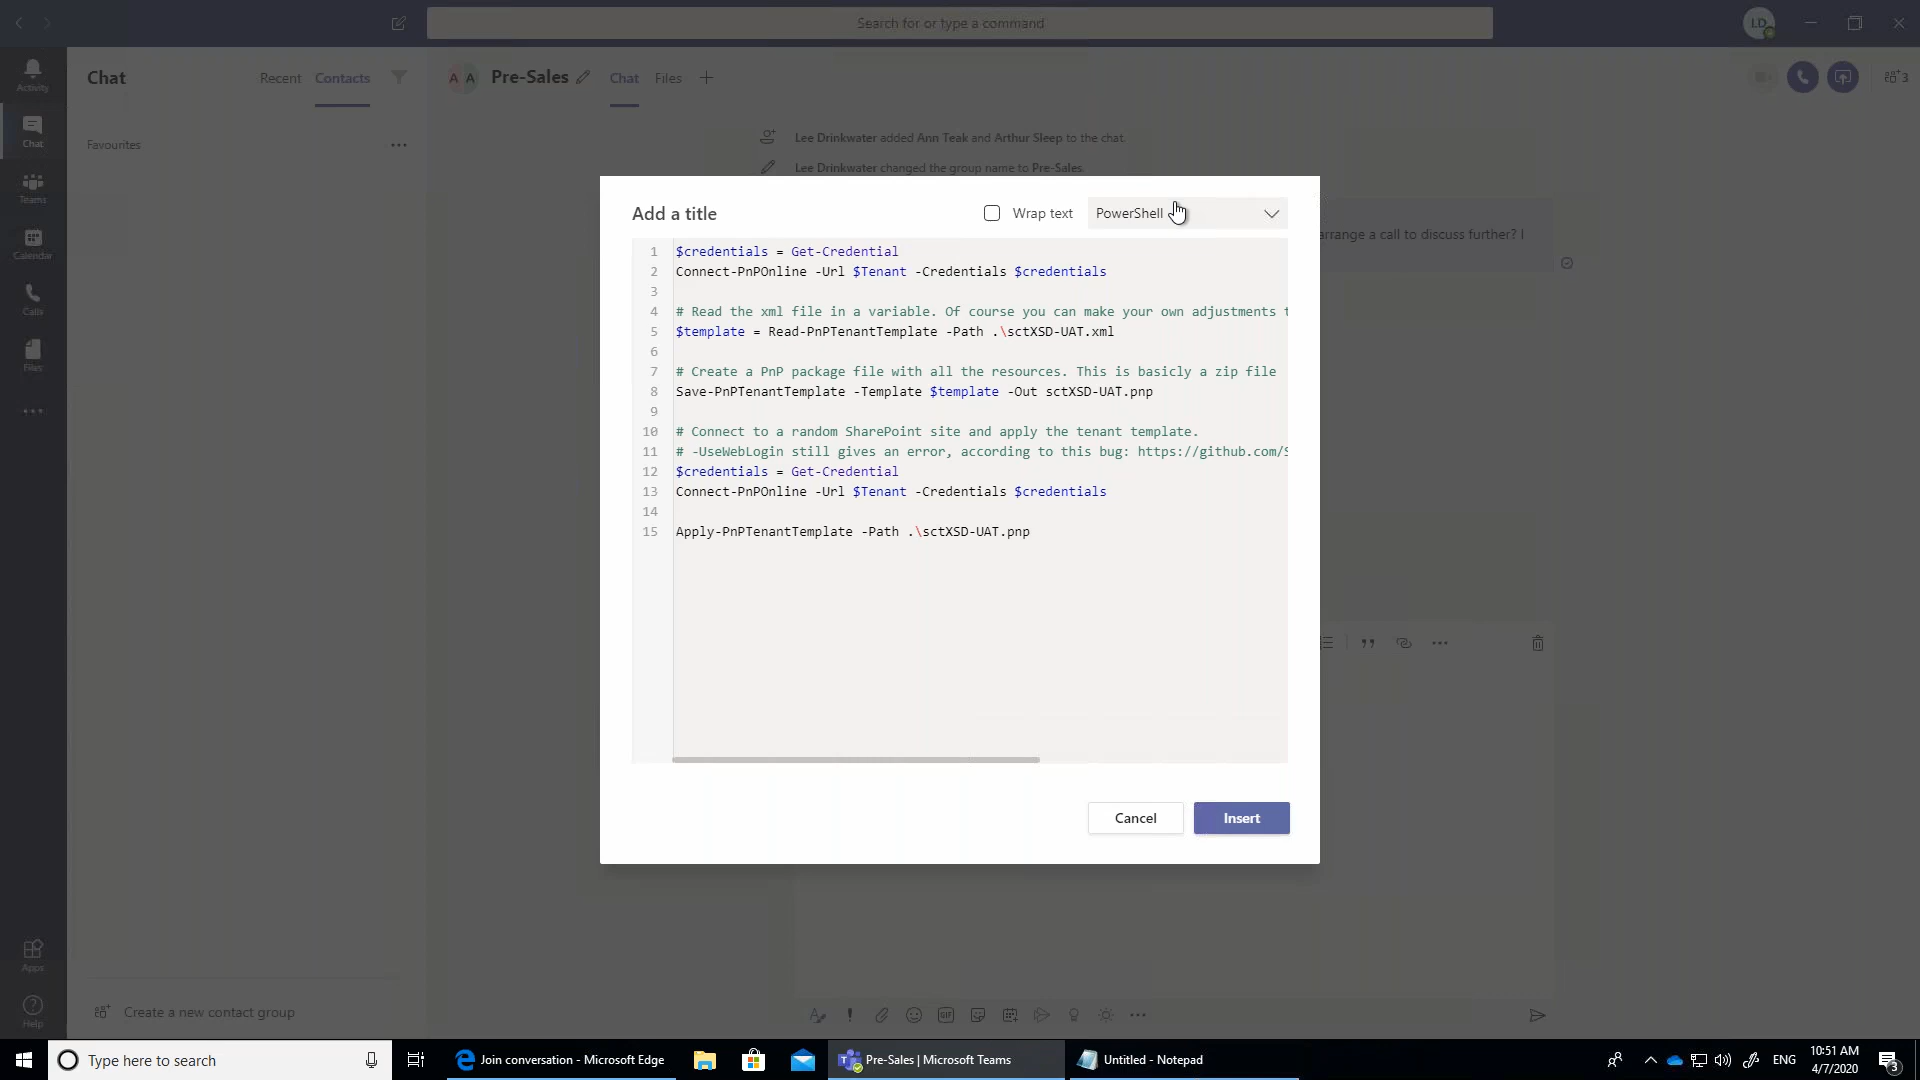 Search for or type a command
LD
Activity
Chat
Teams
Calendar
Calls
Files
Apps
Help
Chat
Recent
Contacts
Favourites
Create a new contact group
A A
Pre-Sales
Chat
Files
3
Lee Drinkwater added Ann Teak and Arthur Sleep to the chat.
Lee Drinkwater changed the group name to Pre-Sales.
arrange a call to discuss further? I
Add a title
Wrap text
PowerShell
1 $credentials = Get-Credential
2 Connect-PnPOnline -Url $Tenant -Credentials $credentials
3
4 # Read the xml file in a variable. Of course you can make your own adjustments t
5 $template = Read-PnPTenantTemplate -Path .\sctXSD-UAT.xml
6
7 # Create a PnP package file with all the resources. This is basicly a zip file
8 Save-PnPTenantTemplate -Template $template -Out sctXSD-UAT.pnp
9
10 # Connect to a random SharePoint site and apply the tenant template.
11 # -UseWebLogin still gives an error, according to this bug: https://github.com/S
12 $credentials = Get-Credential
13 Connect-PnPOnline -Url $Tenant -Credentials $credentials
14
15 Apply-PnPTenantTemplate -Path .\sctXSD-UAT.pnp
Cancel
Insert
GIF
Type here to search
Join conversation - Microsoft Edge
Pre-Sales | Microsoft Teams
Untitled - Notepad
ENG
10:51 AM
4/7/2020
3